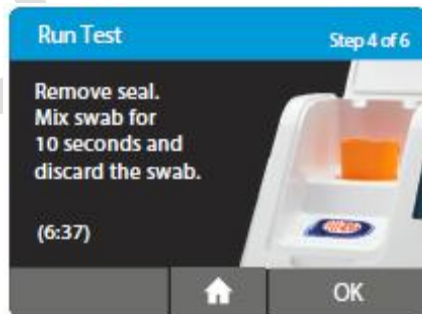 Run Test
Step 4 of 6
Remove seal.
Mix swab for
10 seconds and
discard the swab.
(6:37)
OK